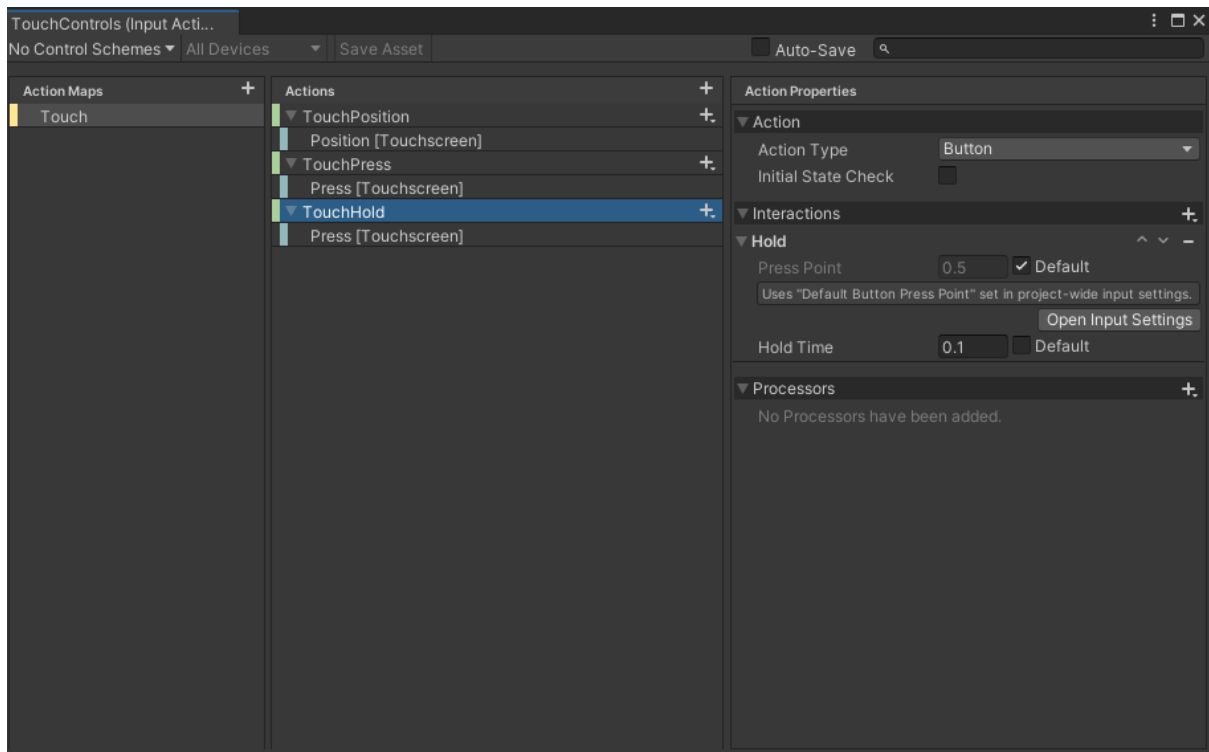 TouchControls (Input Acti...
No Control Schemes All Devices Save Asset Auto-Save
Action Maps
Touch
Actions
TouchPosition
Position [Touchscreen]
TouchPress
Press [Touchscreen]
TouchHold
Press [Touchscreen]
Action Properties
Action
Action Type Button
Initial State Check
Interactions
Hold
Press Point 0.5 Default
Uses "Default Button Press Point" set in project-wide input settings.
Open Input Settings
Hold Time 0.1 Default
Processors
No Processors have been added.